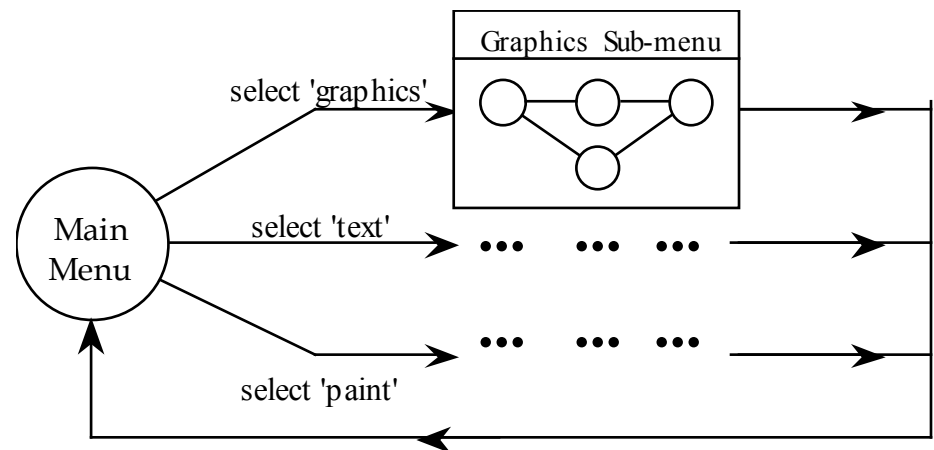 Graphics Sub-menu
select 'graphics'
Main
Menu
select 'text'
••• ••• •••
••• ••• •••
select 'paint'